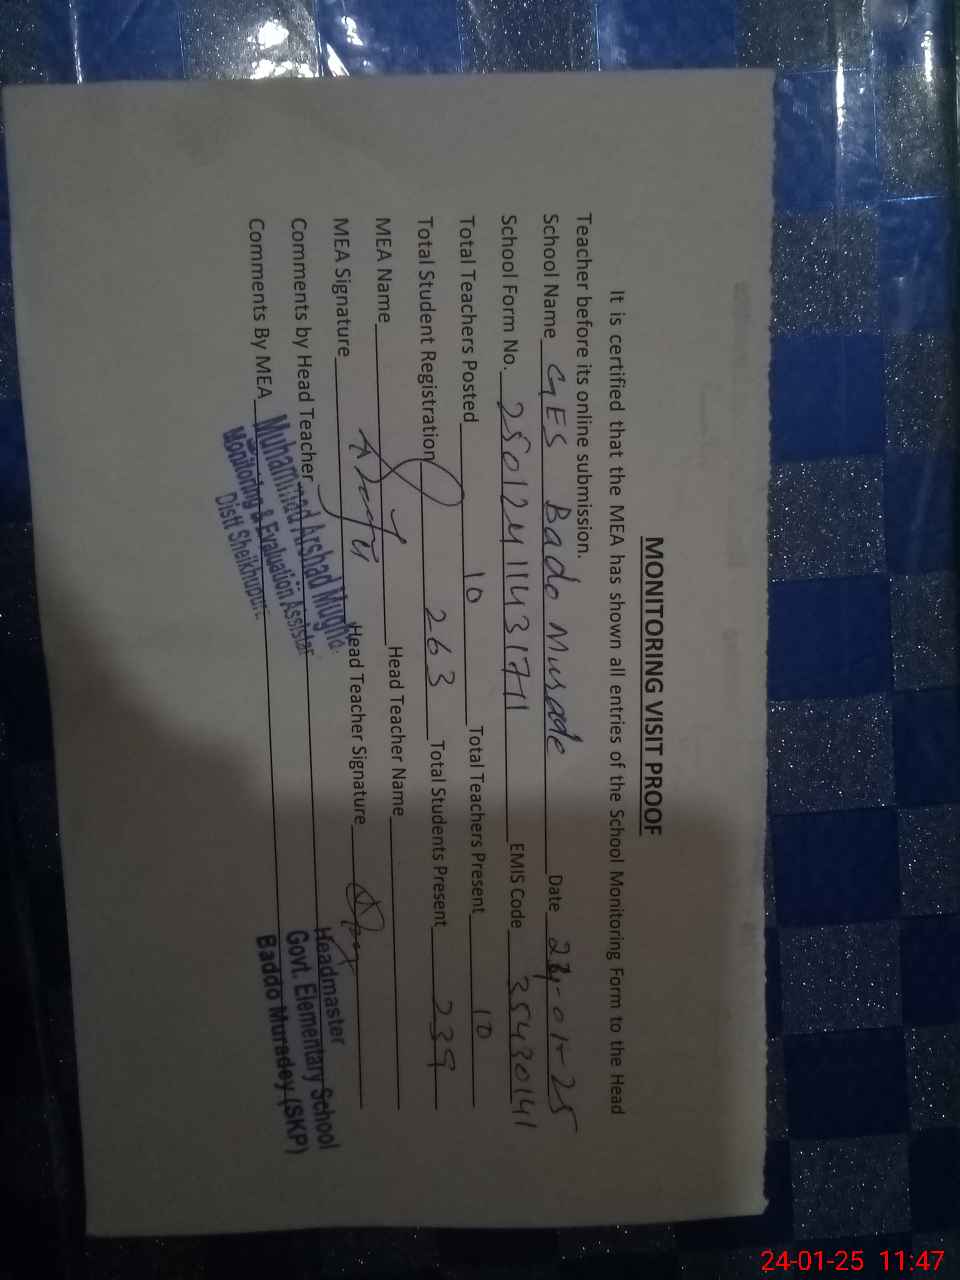 MONITORING VISIT PROOF
It is certified that the MEA has shown all entries of the School Monitoring Form to the Head
Teacher before its online submission.
School Name GES Bado Murade Date 24-01-25
School Form No. 2501241143171 EMIS Code 35430141
Total Teachers Posted 10 Total Teachers Present 10
Total Student Registration 263 Total Students Present 239
MEA Name Head Teacher Name
MEA Signature Head Teacher Signature
Comments by Head Teacher
Comments By MEA
Muhammad Arshad Mughal
Monitoring & Evaluation Assistan
Distt Sheikhupura
Headmaster
Govt. Elementary School
Baddo Muradey (SKP)
24-01-25 11:47